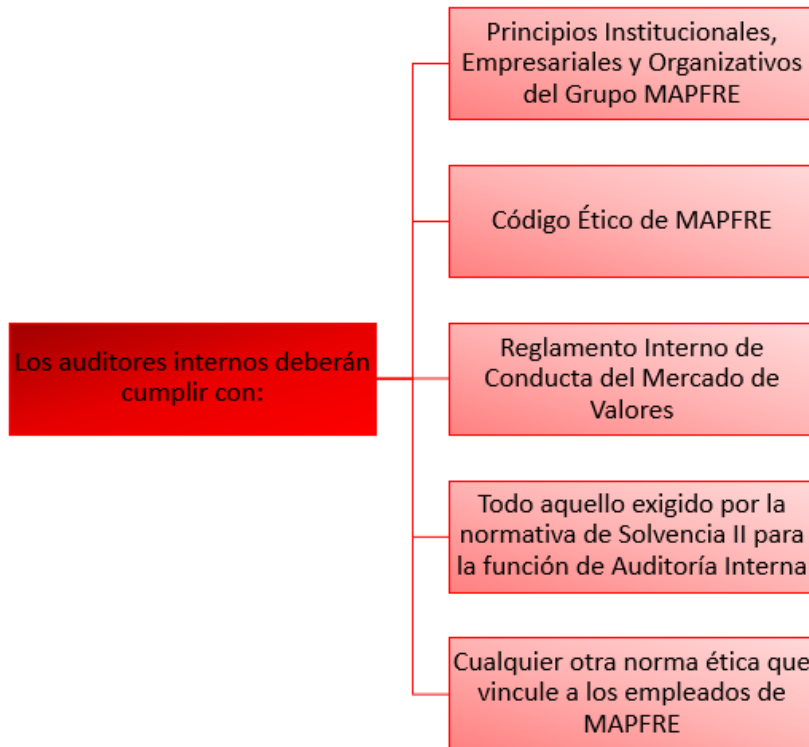 Principios Institucionales,
Empresariales y Organizativos
del Grupo MAPFRE
Código Ético de MAPFRE
Los auditores internos deberán
cumplir con:
Reglamento Interno de
Conducta del Mercado de
Valores
Todo aquello exigido por la
normativa de Solvencia II para
la función de Auditoría Interna
Cualquier otra norma ética que
vincule a los empleados de
MAPFRE